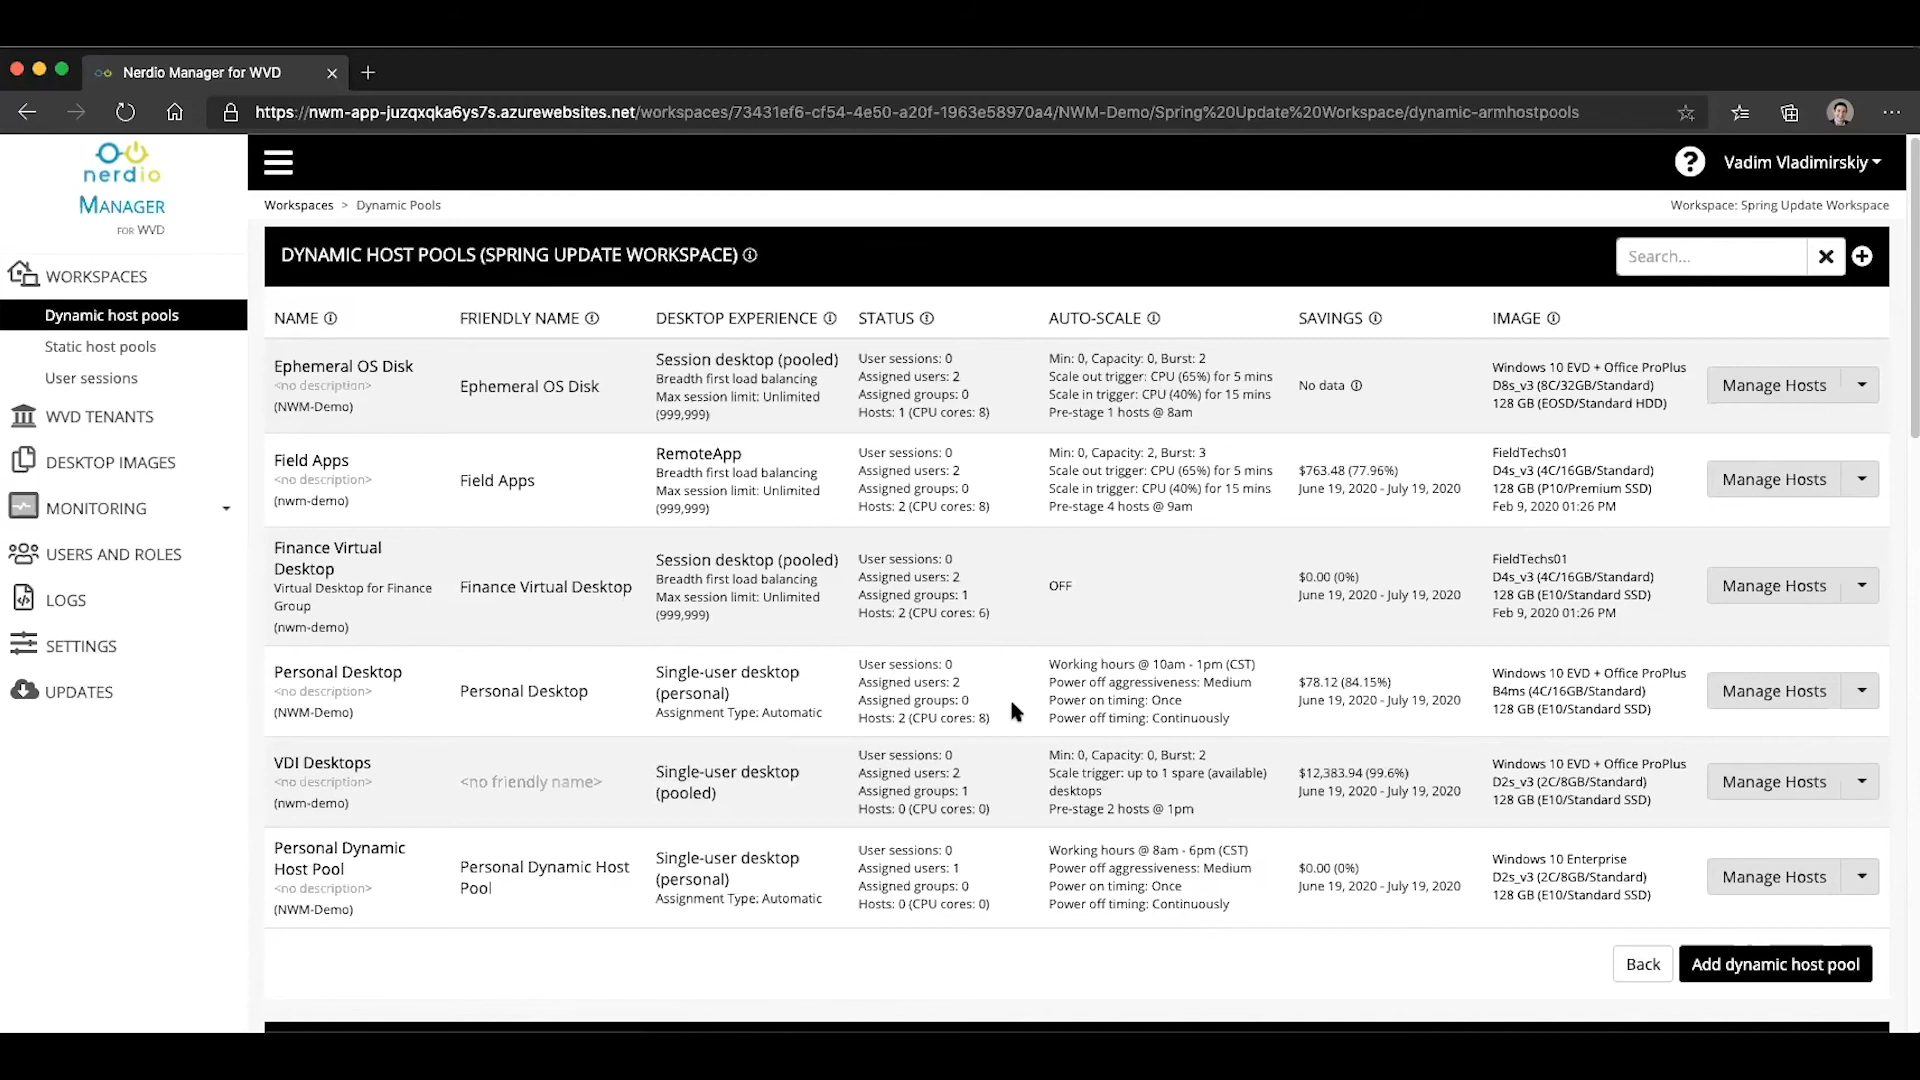 Nerdio Manager for WVD
https://nwm-app-juzqxqka6ys7s.azurewebsites.net/workspaces/73431ef6-cf54-4e50-a20f-1963e58970a4/NWM-Demo/Spring%20Update%20Workspace/dynamic-armhostpools
nerdio
MANAGER
FOR WVD
Vadim Vladimirskiy
Workspaces > Dynamic Pools
Workspace: Spring Update Workspace
WORKSPACES
Dynamic host pools
Static host pools
User sessions
WVD TENANTS
DESKTOP IMAGES
MONITORING
USERS AND ROLES
LOGS
SETTINGS
UPDATES
DYNAMIC HOST POOLS (SPRING UPDATE WORKSPACE)
Search...
NAME FRIENDLY NAME DESKTOP EXPERIENCE STATUS AUTO-SCALE SAVINGS IMAGE
Ephemeral OS Disk
<no description>
(NWM-Demo)
Ephemeral OS Disk
Session desktop (pooled)
Breadth first load balancing
Max session limit: Unlimited
(999,999)
User sessions: 0
Assigned users: 2
Assigned groups: 0
Hosts: 1 (CPU cores: 8)
Min: 0, Capacity: 0, Burst: 2
Scale out trigger: CPU (65%) for 5 mins
Scale in trigger: CPU (40%) for 15 mins
Pre-stage 1 hosts @ 8am
No data
Windows 10 EVD + Office ProPlus
D8s_v3 (8C/32GB/Standard)
128 GB (EOSD/Standard HDD)
Manage Hosts
Field Apps
<no description>
(nwm-demo)
Field Apps
RemoteApp
Breadth first load balancing
Max session limit: Unlimited
(999,999)
User sessions: 0
Assigned users: 2
Assigned groups: 0
Hosts: 2 (CPU cores: 8)
Min: 0, Capacity: 2, Burst: 3
Scale out trigger: CPU (65%) for 5 mins
Scale in trigger: CPU (40%) for 15 mins
Pre-stage 4 hosts @ 9am
$763.48 (77.96%)
June 19, 2020 - July 19, 2020
FieldTechs01
D4s_v3 (4C/16GB/Standard)
128 GB (P10/Premium SSD)
Feb 9, 2020 01:26 PM
Manage Hosts
Finance Virtual
Desktop
Virtual Desktop for Finance
Group
(nwm-demo)
Finance Virtual Desktop
Session desktop (pooled)
Breadth first load balancing
Max session limit: Unlimited
(999,999)
User sessions: 0
Assigned users: 2
Assigned groups: 1
Hosts: 2 (CPU cores: 6)
OFF
$0.00 (0%)
June 19, 2020 - July 19, 2020
FieldTechs01
D4s_v3 (4C/16GB/Standard)
128 GB (E10/Standard SSD)
Feb 9, 2020 01:26 PM
Manage Hosts
Personal Desktop
<no description>
(NWM-Demo)
Personal Desktop
Single-user desktop
(personal)
Assignment Type: Automatic
User sessions: 0
Assigned users: 2
Assigned groups: 0
Hosts: 2 (CPU cores: 8)
Working hours @ 10am - 1pm (CST)
Power off aggressiveness: Medium
Power on timing: Once
Power off timing: Continuously
$78.12 (84.15%)
June 19, 2020 - July 19, 2020
Windows 10 EVD + Office ProPlus
B4ms (4C/16GB/Standard)
128 GB (E10/Standard SSD)
Manage Hosts
VDI Desktops
<no description>
(nwm-demo)
<no friendly name>
Single-user desktop
(pooled)
User sessions: 0
Assigned users: 2
Assigned groups: 1
Hosts: 0 (CPU cores: 0)
Min: 0, Capacity: 0, Burst: 2
Scale trigger: up to 1 spare (available)
desktops
Pre-stage 2 hosts @ 1pm
$12,383.94 (99.6%)
June 19, 2020 - July 19, 2020
Windows 10 EVD + Office ProPlus
D2s_v3 (2C/8GB/Standard)
128 GB (E10/Standard SSD)
Manage Hosts
Personal Dynamic
Host Pool
<no description>
(NWM-Demo)
Personal Dynamic Host
Pool
Single-user desktop
(personal)
Assignment Type: Automatic
User sessions: 0
Assigned users: 1
Assigned groups: 0
Hosts: 0 (CPU cores: 0)
Working hours @ 8am - 6pm (CST)
Power off aggressiveness: Medium
Power on timing: Once
Power off timing: Continuously
$0.00 (0%)
June 19, 2020 - July 19, 2020
Windows 10 Enterprise
D2s_v3 (2C/8GB/Standard)
128 GB (E10/Standard SSD)
Manage Hosts
Back
Add dynamic host pool